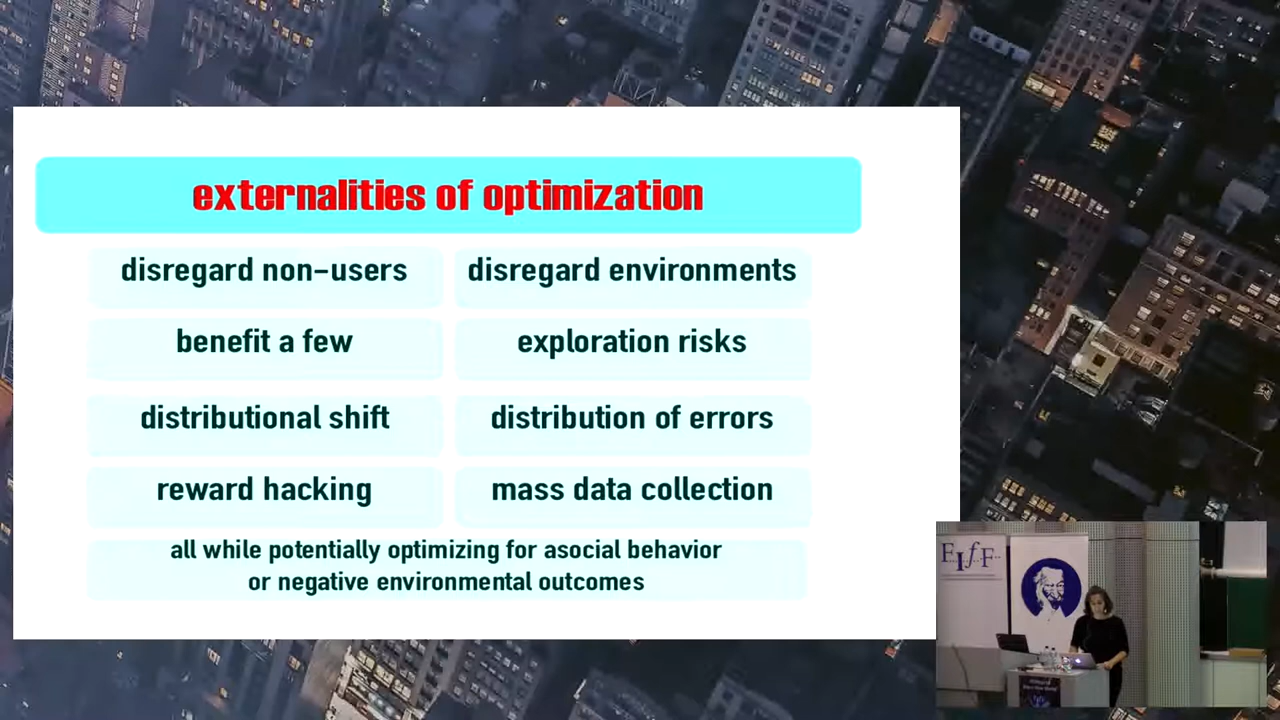 externalities of optimization
disregard non-users
disregard environments
benefit a few
exploration risks
distributional shift
distribution of errors
reward hacking
mass data collection
all while potentially optimizing for asocial behavior
or negative environmental outcomes
EIfF